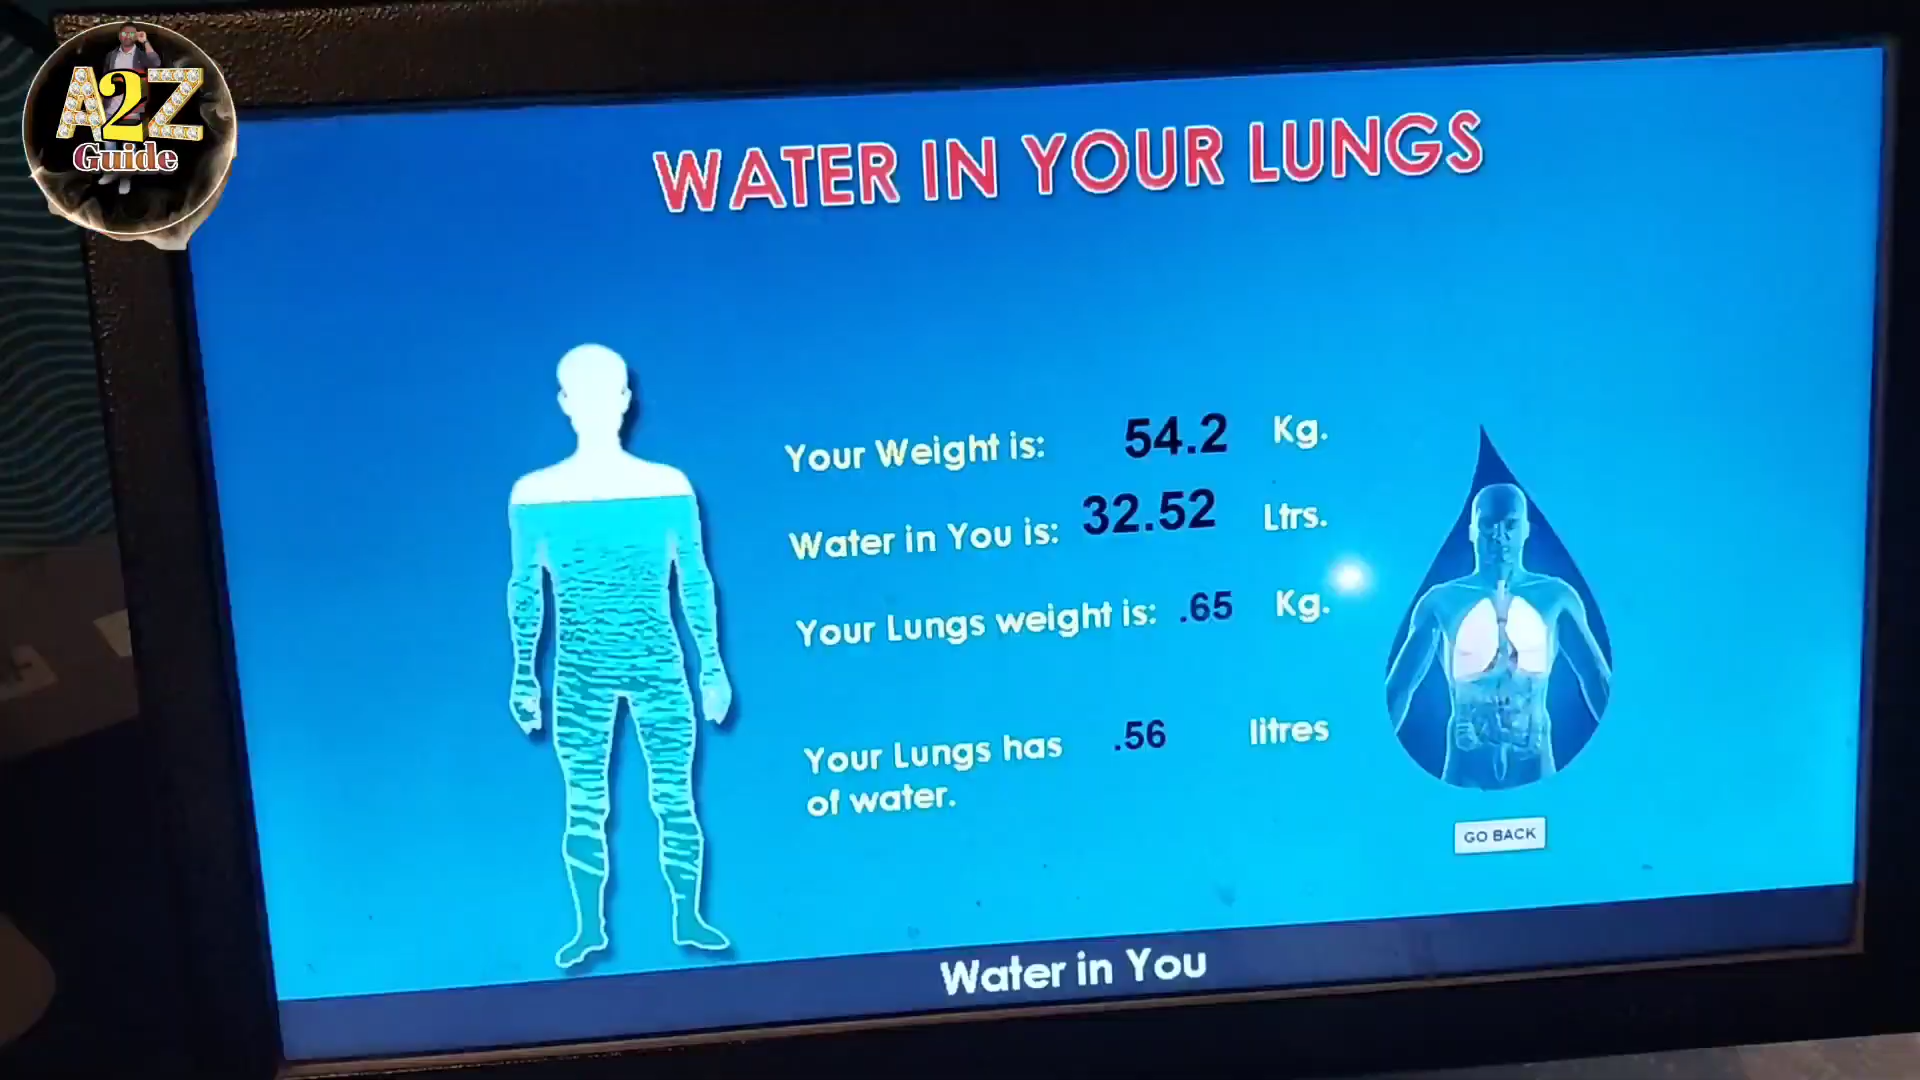 A2Z
Guide
WATER IN YOUR LUNGS
Your Weight is: 54.2 Kg.
Water in You is: 32.52 Ltrs.
Your Lungs weight is: .65 Kg.
Your Lungs has .56 litres
of water.
GO BACK
Water in You